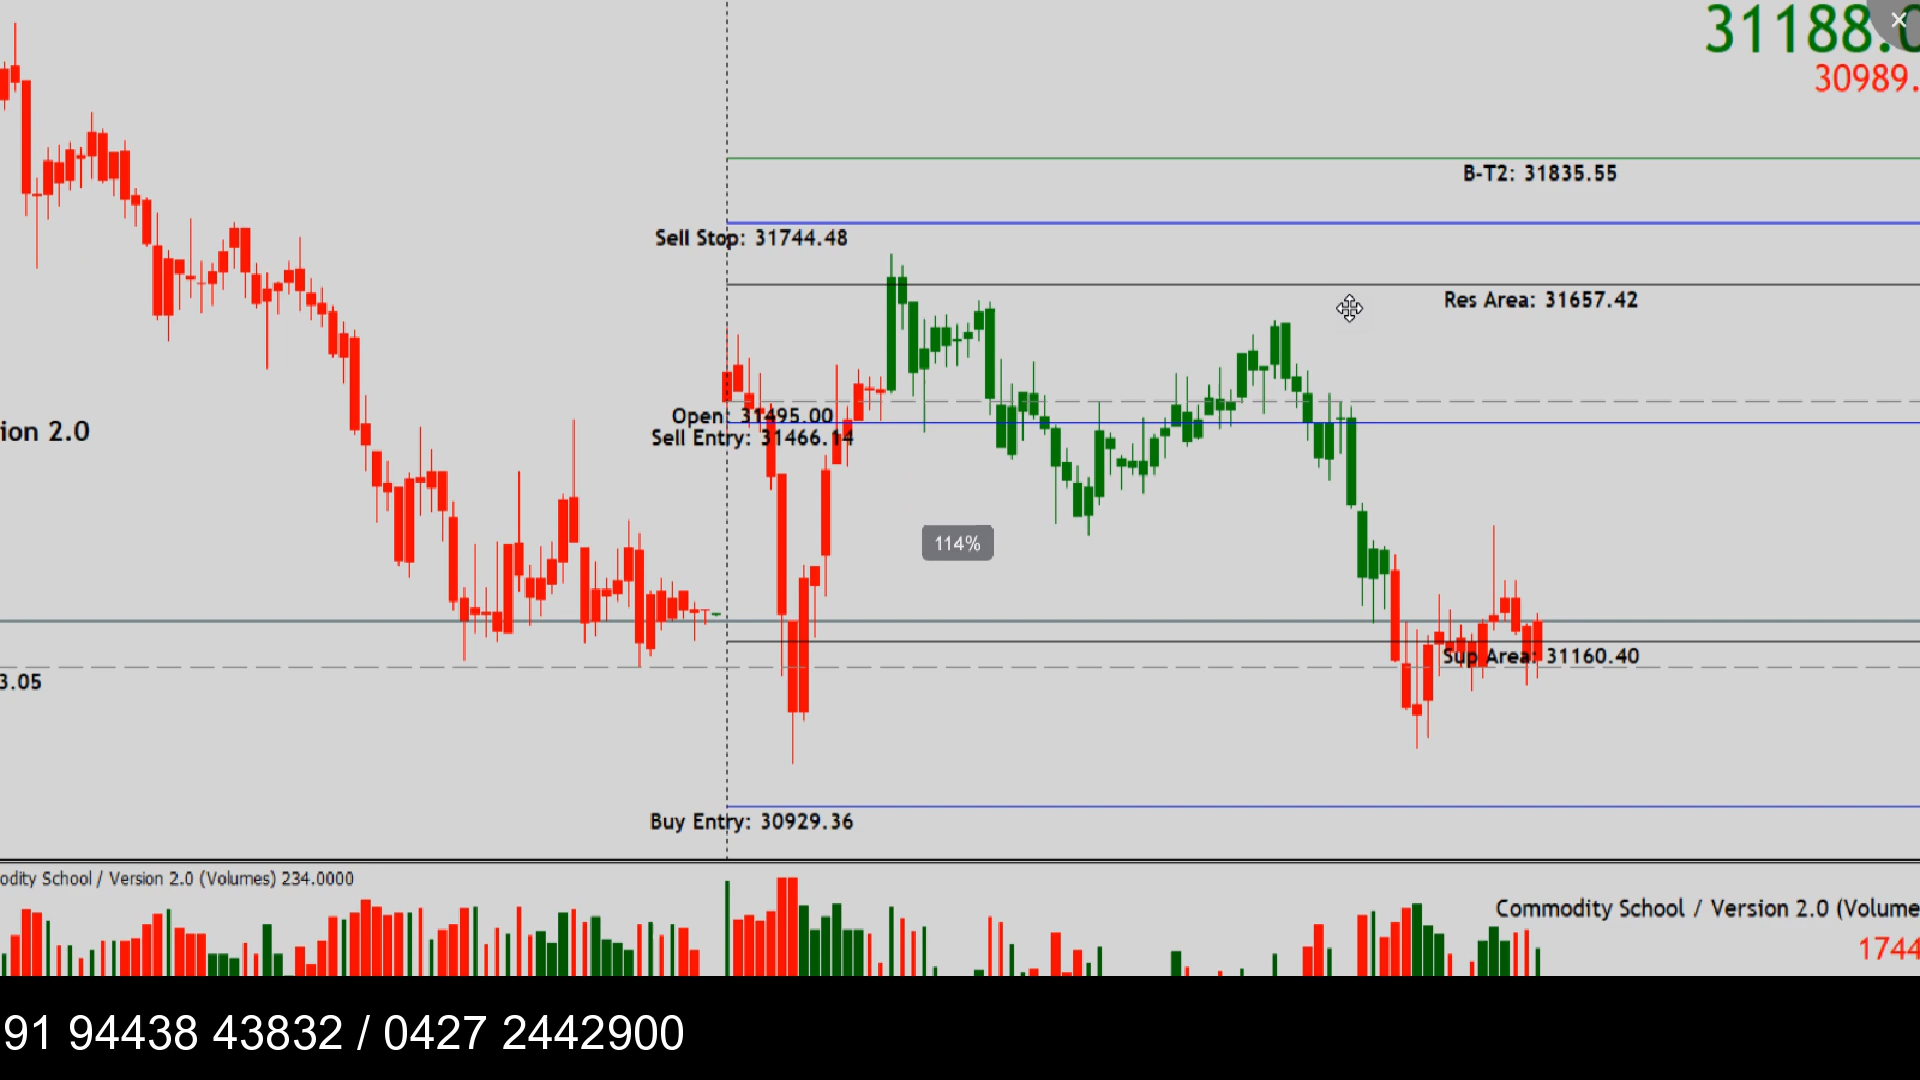 31188.0
30989.
B-T2: 31835.55
Sell Stop: 31744.48
Res Area: 31657.42
Open: 31495.00
Sell Entry: 31466.14
ion 2.0
114%
Sup Area: 31160.40
3.05
Buy Entry: 30929.36
odity School / Version 2.0 (Volumes) 234.0000
Commodity School / Version 2.0 (Volume
1744
91 94438 43832 / 0427 2442900